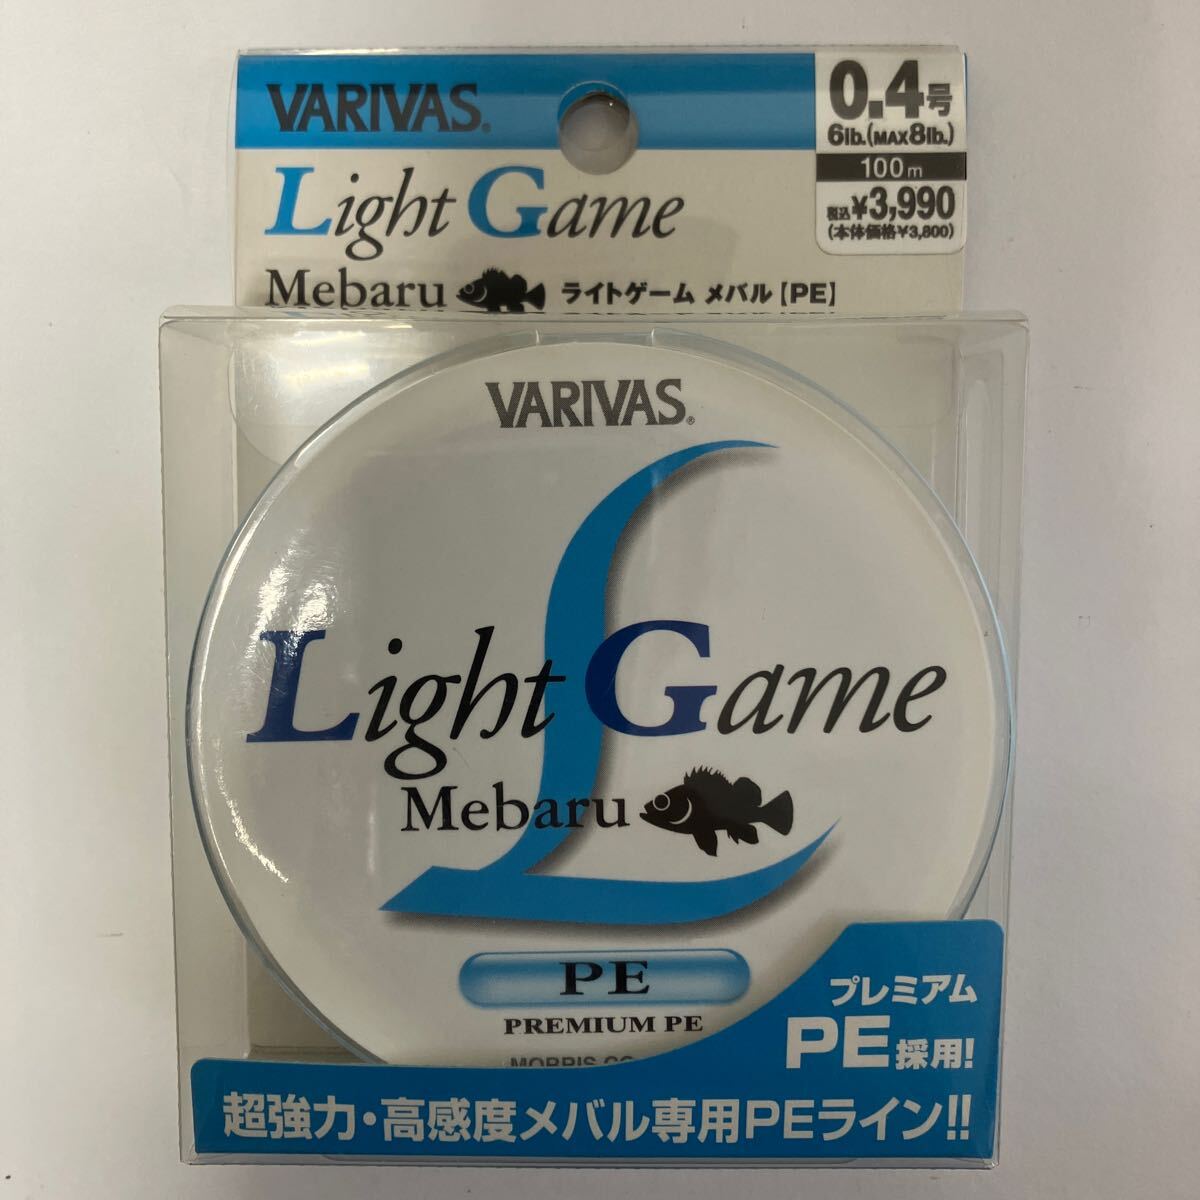 VARIVAS®
0.4号
6lb.(MAX8lb.)
100m
税込¥3,990
(本体価格¥3,800)
Light Game
Mebaru ライトゲーム メバル【PE】
VARIVAS®
Light Game
Mebaru
PE
PREMIUM PE
MORRIS CO
プレミアム
PE採用!
超強力・高感度メバル専用PEライン!!